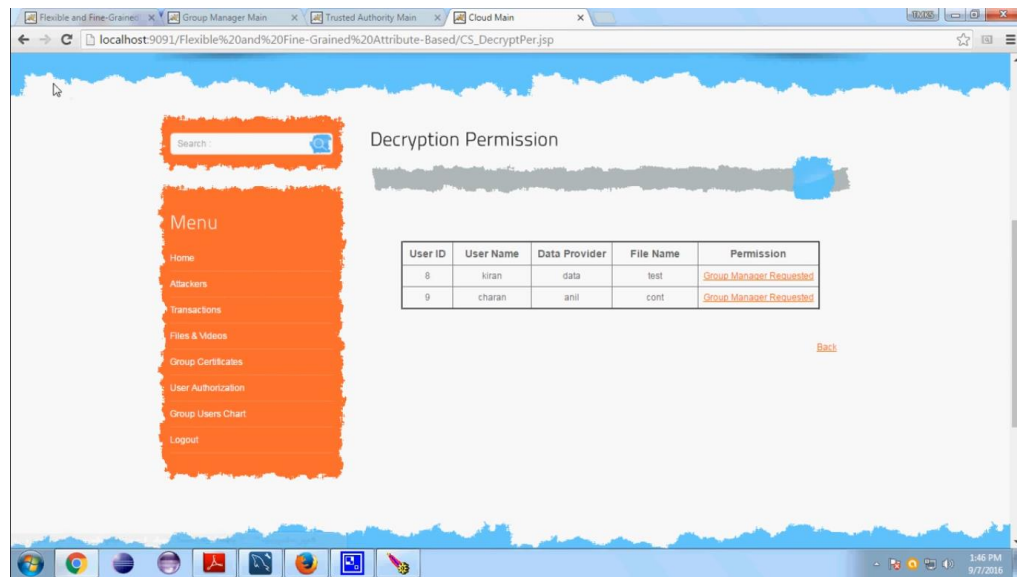 Flexible and Fine-Grained
Group Manager Main
Trusted Authority Main
Cloud Main
localhost:9091/Flexible%20and%20Fine-Grained%20Attribute-Based/CS_DecryptPer.jsp
Search :
Decryption Permission
Menu
Home
Attackers
Transactions
Files & Videos
Group Certificates
User Authorization
Group Users Chart
Logout
User ID User Name Data Provider File Name Permission
8 kiran data test Group Manager Requested
9 charan anil cont Group Manager Requested
Back
1:46 PM
9/7/2016